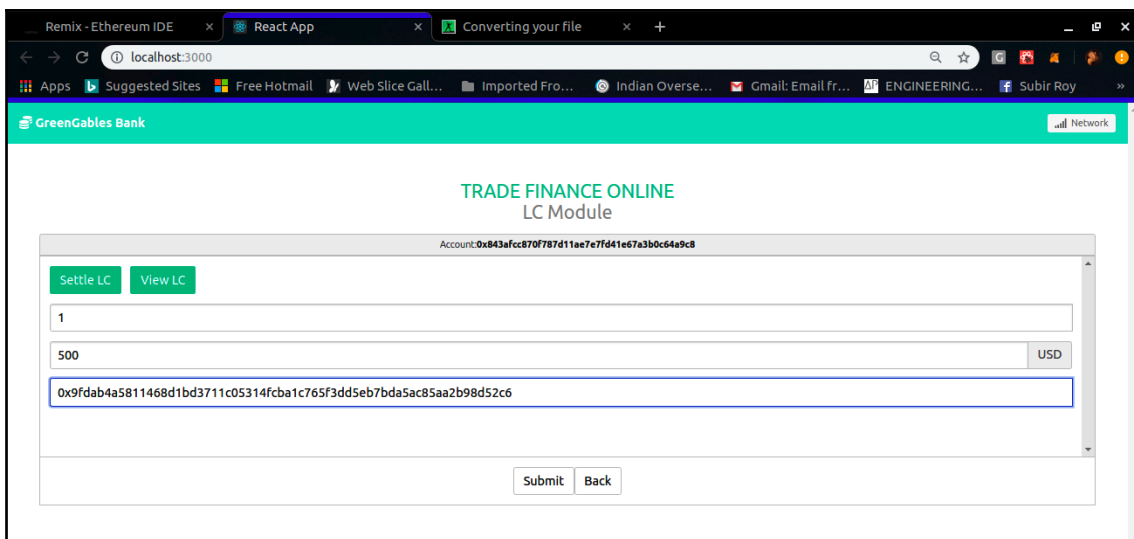 Remix - Ethereum IDE × React App × Converting your file × +
localhost:3000
Apps Suggested Sites Free Hotmail Web Slice Gall... Imported Fro... Indian Overse... Gmail: Email fr... ENGINEERING... Subir Roy »
GreenGables Bank Network
TRADE FINANCE ONLINE
LC Module
Account:0x843afcc870f787d11ae7e7fd41e67a3b0c64a9c8
Settle LC View LC
1
500 USD
0x9fdab4a5811468d1bd3711c05314fcba1c765f3dd5eb7bda5ac85aa2b98d52c6
Submit Back